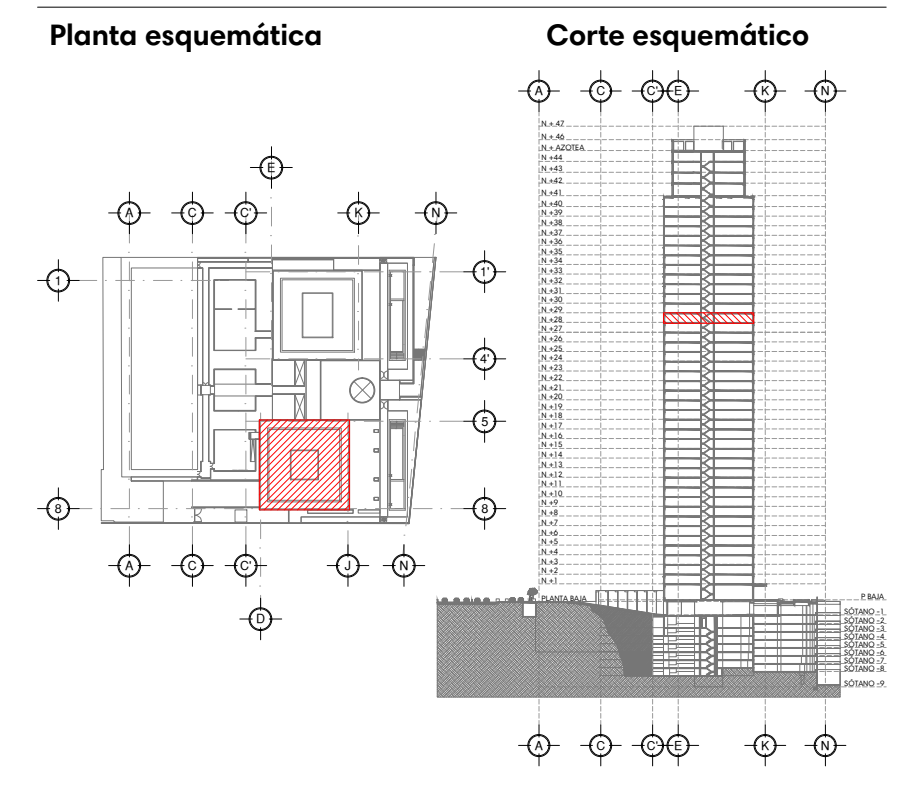 Planta esquemática
Corte esquemático
A C C' E K N
N + 47
N + 46
N + AZOTEA
N +44
N +43
N +42
N +41
N +40
N +39
N +38
N +37
N +36
N +35
N +34
N +33
N +32
N +31
N +30
N +29
N +28
N +27
N +26
N +25
N +24
N +23
N +22
N +21
N +20
N +19
N +18
N +17
N +16
N +15
N +14
N +13
N +12
N +11
N +10
N +9
N +8
N +7
N +6
N +5
N +4
N +3
N +2
N +1
PLANTA BAJA
P BAJA
SÓTANO -1
SÓTANO -2
SÓTANO -3
SÓTANO -4
SÓTANO -5
SÓTANO -6
SÓTANO -7
SÓTANO -8
SÓTANO -9
A C C' E K N
E
A C C' K N
1 1'
4'
5
8 8
A C C' J N
D